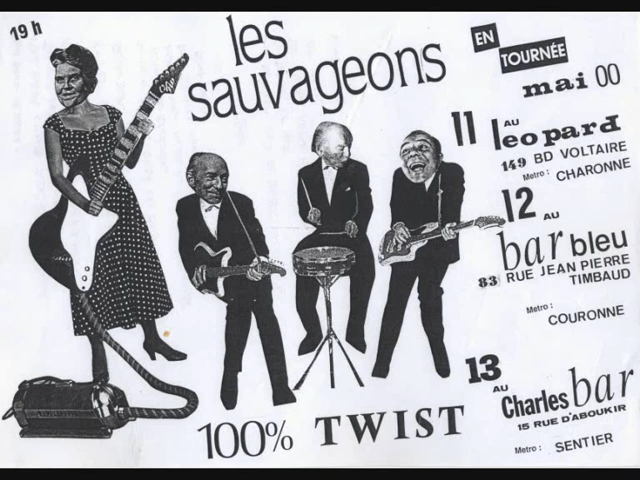 19 h
les
sauvageons
EN
TOURNÉE
mai 00
11 AU
leopard
149 BD VOLTAIRE
Metro : CHARONNE
12 AU
bar bleu
83 RUE JEAN PIERRE
TIMBAUD
Metro :
COURONNE
13 AU
Charles bar
15 RUE D'ABOUKIR
Metro : SENTIER
100% TWIST